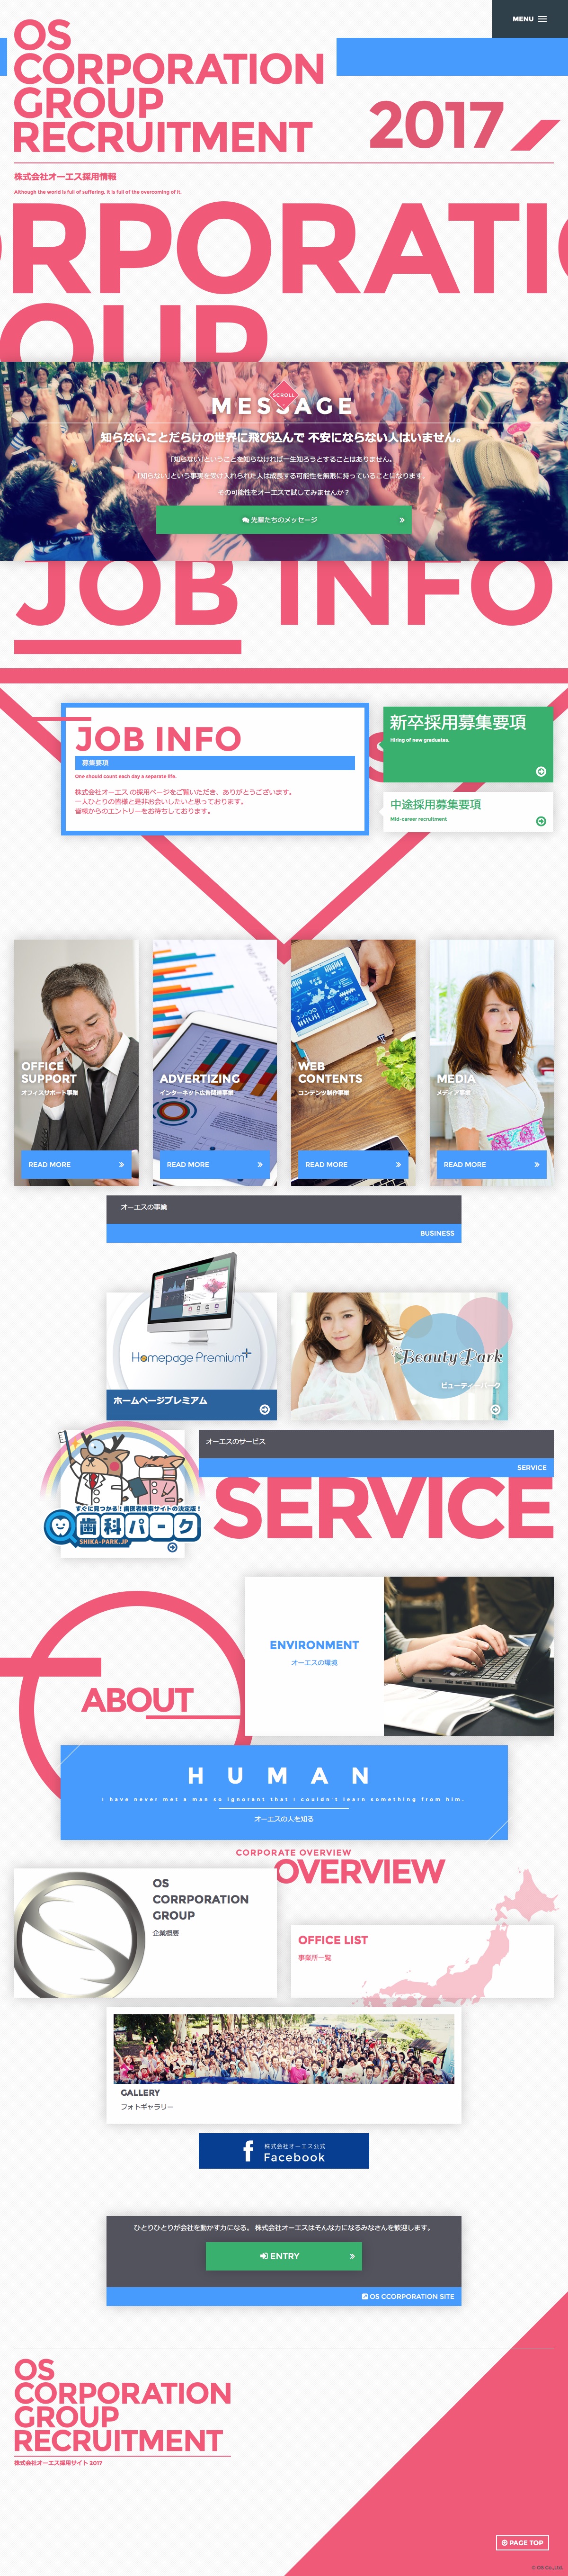 MENU
OS
CORPORATION
GROUP
RECRUITMENT
2017
株式会社オーエス採用情報
Although the world is full of suffering, it is full of the overcoming of it.
ORPORATIO
OUP
SCROLL
MESSAGE
知らないことだらけの世界に飛び込んで 不安にならない人はいません。
「知らない」ということを知らなければ一生知ろうとすることはありません。
「知らない」という事実を受け入れられた人は成長する可能性を無限に持っていることになります。
その可能性をオーエスで試してみませんか？
先輩たちのメッセージ
JOB INFO
JOB INFO
募集要項
One should count each day a separate life.
株式会社オーエス の採用ページをご覧いただき、ありがとうございます。
一人ひとりの皆様と是非お会いしたいと思っております。
皆様からのエントリーをお待ちしております。
S
新卒採用募集要項
Hiring of new graduates.
中途採用募集要項
Mid-career recruitment
OFFICE
SUPPORT
オフィスサポート事業
READ MORE
ADVERTIZING
インターネット広告関連事業
READ MORE
WEB
CONTENTS
コンテンツ制作事業
READ MORE
MEDIA
メディア事業
READ MORE
オーエスの事業
BUSINESS
Homepage Premium
ホームページプレミアム
Beauty Park
ビューティーパーク
すぐに見つかる！歯医者検索サイトの決定版！
歯科パーク
SHIKA-PARK.JP
オーエスのサービス
SERVICE
SERVICE
ABOUT
ENVIRONMENT
オーエスの環境
HUMAN
I have never met a man so ignorant that I couldn't learn something from him.
オーエスの人を知る
CORPORATE OVERVIEW
OVERVIEW
OS
CORRPORATION
GROUP
企業概要
OFFICE LIST
事業所一覧
GALLERY
フォトギャラリー
株式会社オーエス公式
Facebook
ひとりひとりが会社を動かす力になる。 株式会社オーエスはそんな力になるみなさんを歓迎します。
ENTRY
OS CCORPORATION SITE
OS
CORPORATION
GROUP
RECRUITMENT
株式会社オーエス採用サイト 2017
PAGE TOP
© OS Co.,Ltd.